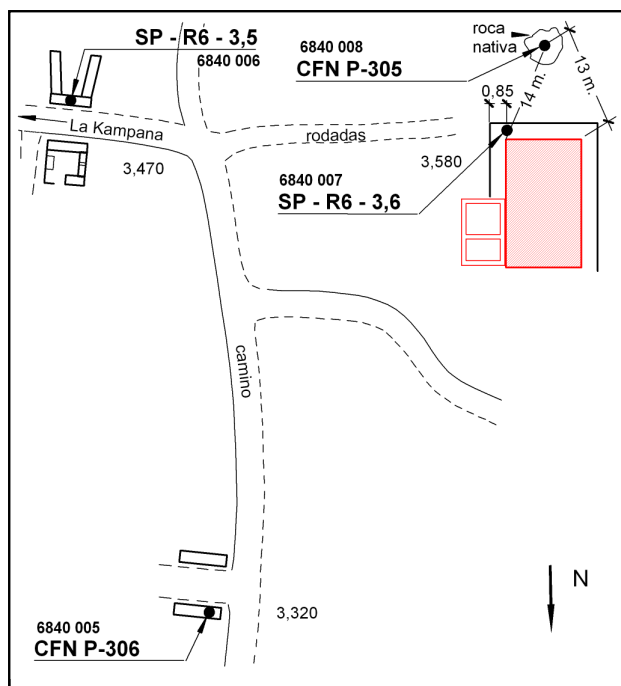 SP - R6 - 3,5
6840 006
6840 008
CFN P-305
roca
nativa
13 m.
14 m.
0,85
La Kampana
rodadas
3,470
3,580
6840 007
SP - R6 - 3,6
camino
3,320
N
6840 005
CFN P-306